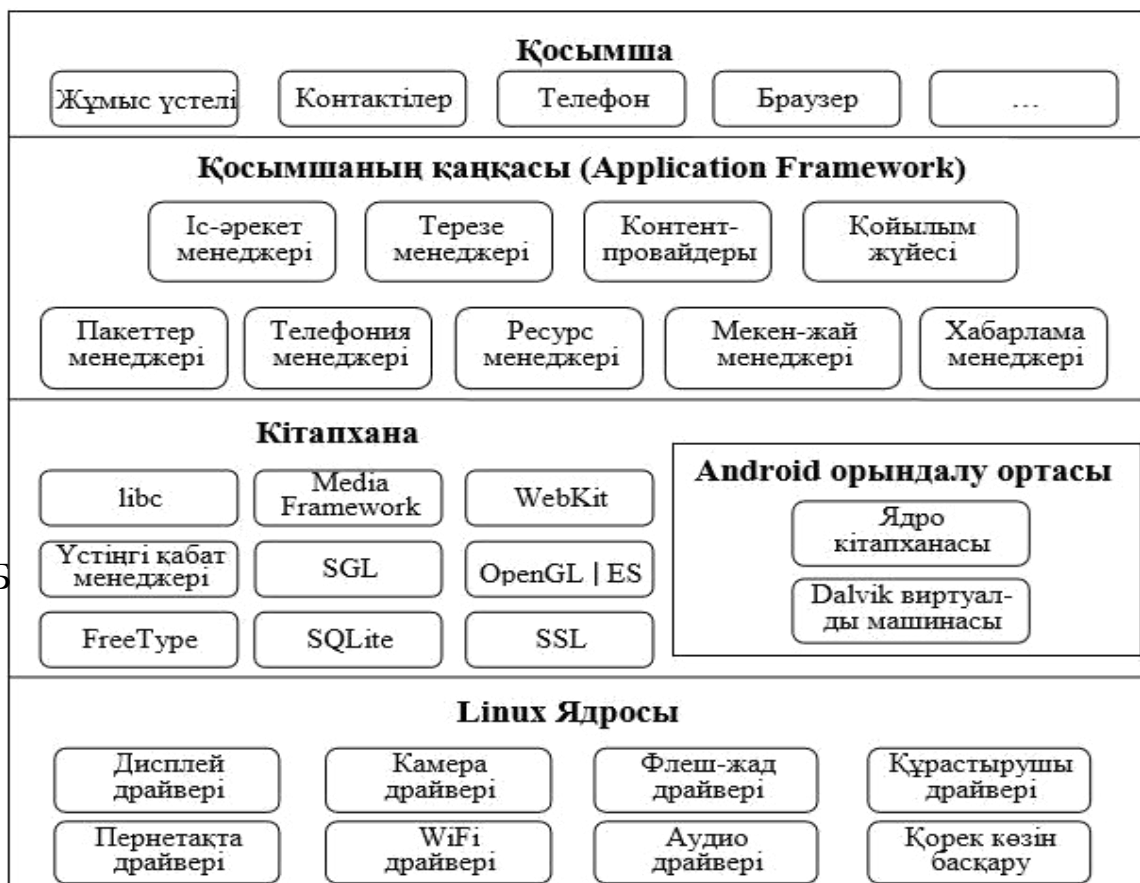 Қосымша
Жұмыс үстелі
Контактілер
Телефон
Браузер
...
Қосымшаның қаңқасы (Application Framework)
Іс-әрекет
менеджері
Терезе
менеджері
Контент-
провайдеры
Қойылым
жүйесі
Пакеттер
менеджері
Телефония
менеджері
Ресурс
менеджері
Мекен-жай
менеджері
Хабарлама
менеджері
Кітапхана
libc
Media
Framework
WebKit
Үстіңгі қабат
менеджері
SGL
OpenGL | ES
FreeType
SQLite
SSL
Android орындалу ортасы
Ядро
кітапханасы
Dalvik виртуал-
ды машинасы
Linux Ядросы
Дисплей
драйвері
Камера
драйвері
Флеш-жад
драйвері
Құрастырушы
драйвері
Пернетақта
драйвері
WiFi
драйвері
Аудио
драйвері
Қорек көзін
басқару